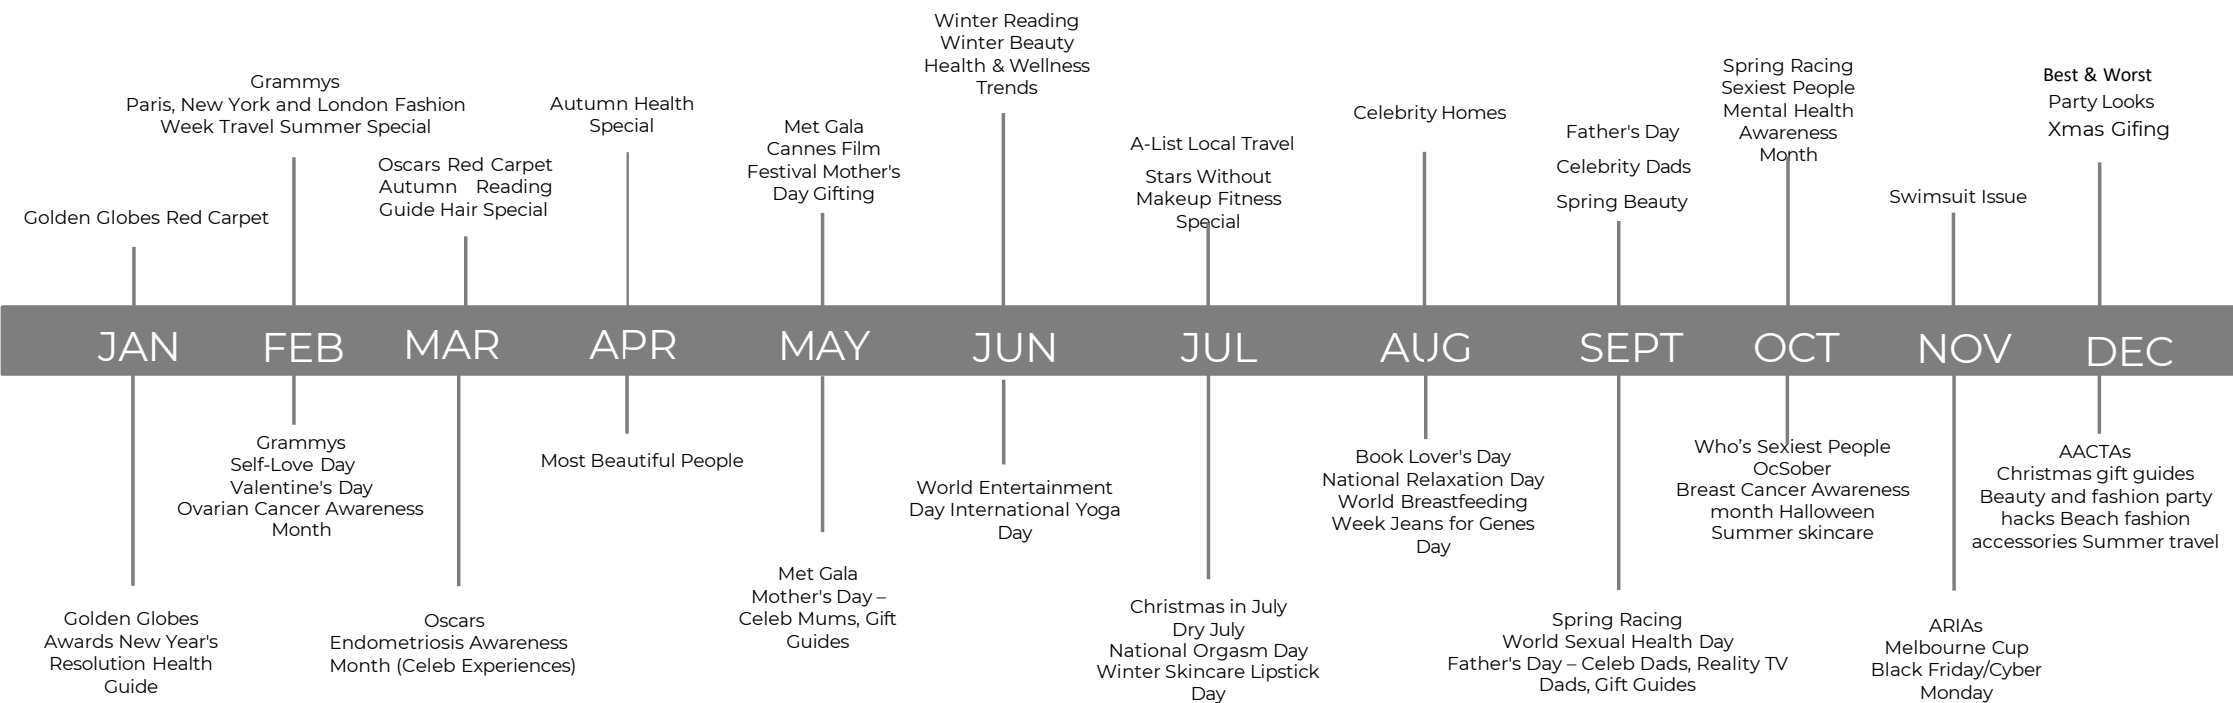 Golden Globes Red Carpet
Grammys
Paris, New York and London Fashion
Week Travel Summer Special
Oscars Red Carpet
Autumn Reading
Guide Hair Special
Autumn Health
Special
Met Gala
Cannes Film
Festival Mother's
Day Gifting
Winter Reading
Winter Beauty
Health & Wellness
Trends
A-List Local Travel
Stars Without
Makeup Fitness
Special
Celebrity Homes
Father's Day
Celebrity Dads
Spring Beauty
Spring Racing
Sexiest People
Mental Health
Awareness
Month
Swimsuit Issue
Best & Worst
Party Looks
Xmas Gifing
JAN FEB MAR APR MAY JUN JUL AUG SEPT OCT NOV DEC
Golden Globes
Awards New Year's
Resolution Health
Guide
Grammys
Self-Love Day
Valentine's Day
Ovarian Cancer Awareness
Month
Oscars
Endometriosis Awareness
Month (Celeb Experiences)
Most Beautiful People
Met Gala
Mother's Day –
Celeb Mums, Gift
Guides
World Entertainment
Day International Yoga
Day
Christmas in July
Dry July
National Orgasm Day
Winter Skincare Lipstick
Day
Book Lover's Day
National Relaxation Day
World Breastfeeding
Week Jeans for Genes
Day
Spring Racing
World Sexual Health Day
Father's Day – Celeb Dads, Reality TV
Dads, Gift Guides
Who’s Sexiest People
OcSober
Breast Cancer Awareness
month Halloween
Summer skincare
ARIAs
Melbourne Cup
Black Friday/Cyber
Monday
AACTAs
Christmas gift guides
Beauty and fashion party
hacks Beach fashion
accessories Summer travel